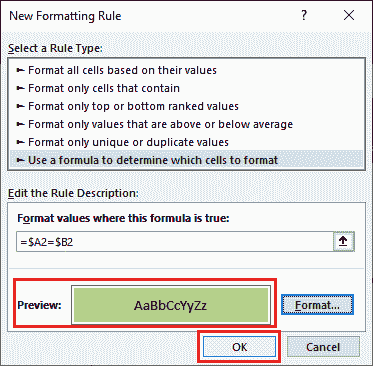 New Formatting Rule ? ×
Select a Rule Type:
► Format all cells based on their values
► Format only cells that contain
► Format only top or bottom ranked values
► Format only values that are above or below average
► Format only unique or duplicate values
► Use a formula to determine which cells to format
Edit the Rule Description:
Format values where this formula is true:
=$A2=$B2
Preview: AaBbCcYyZz Format...
OK Cancel